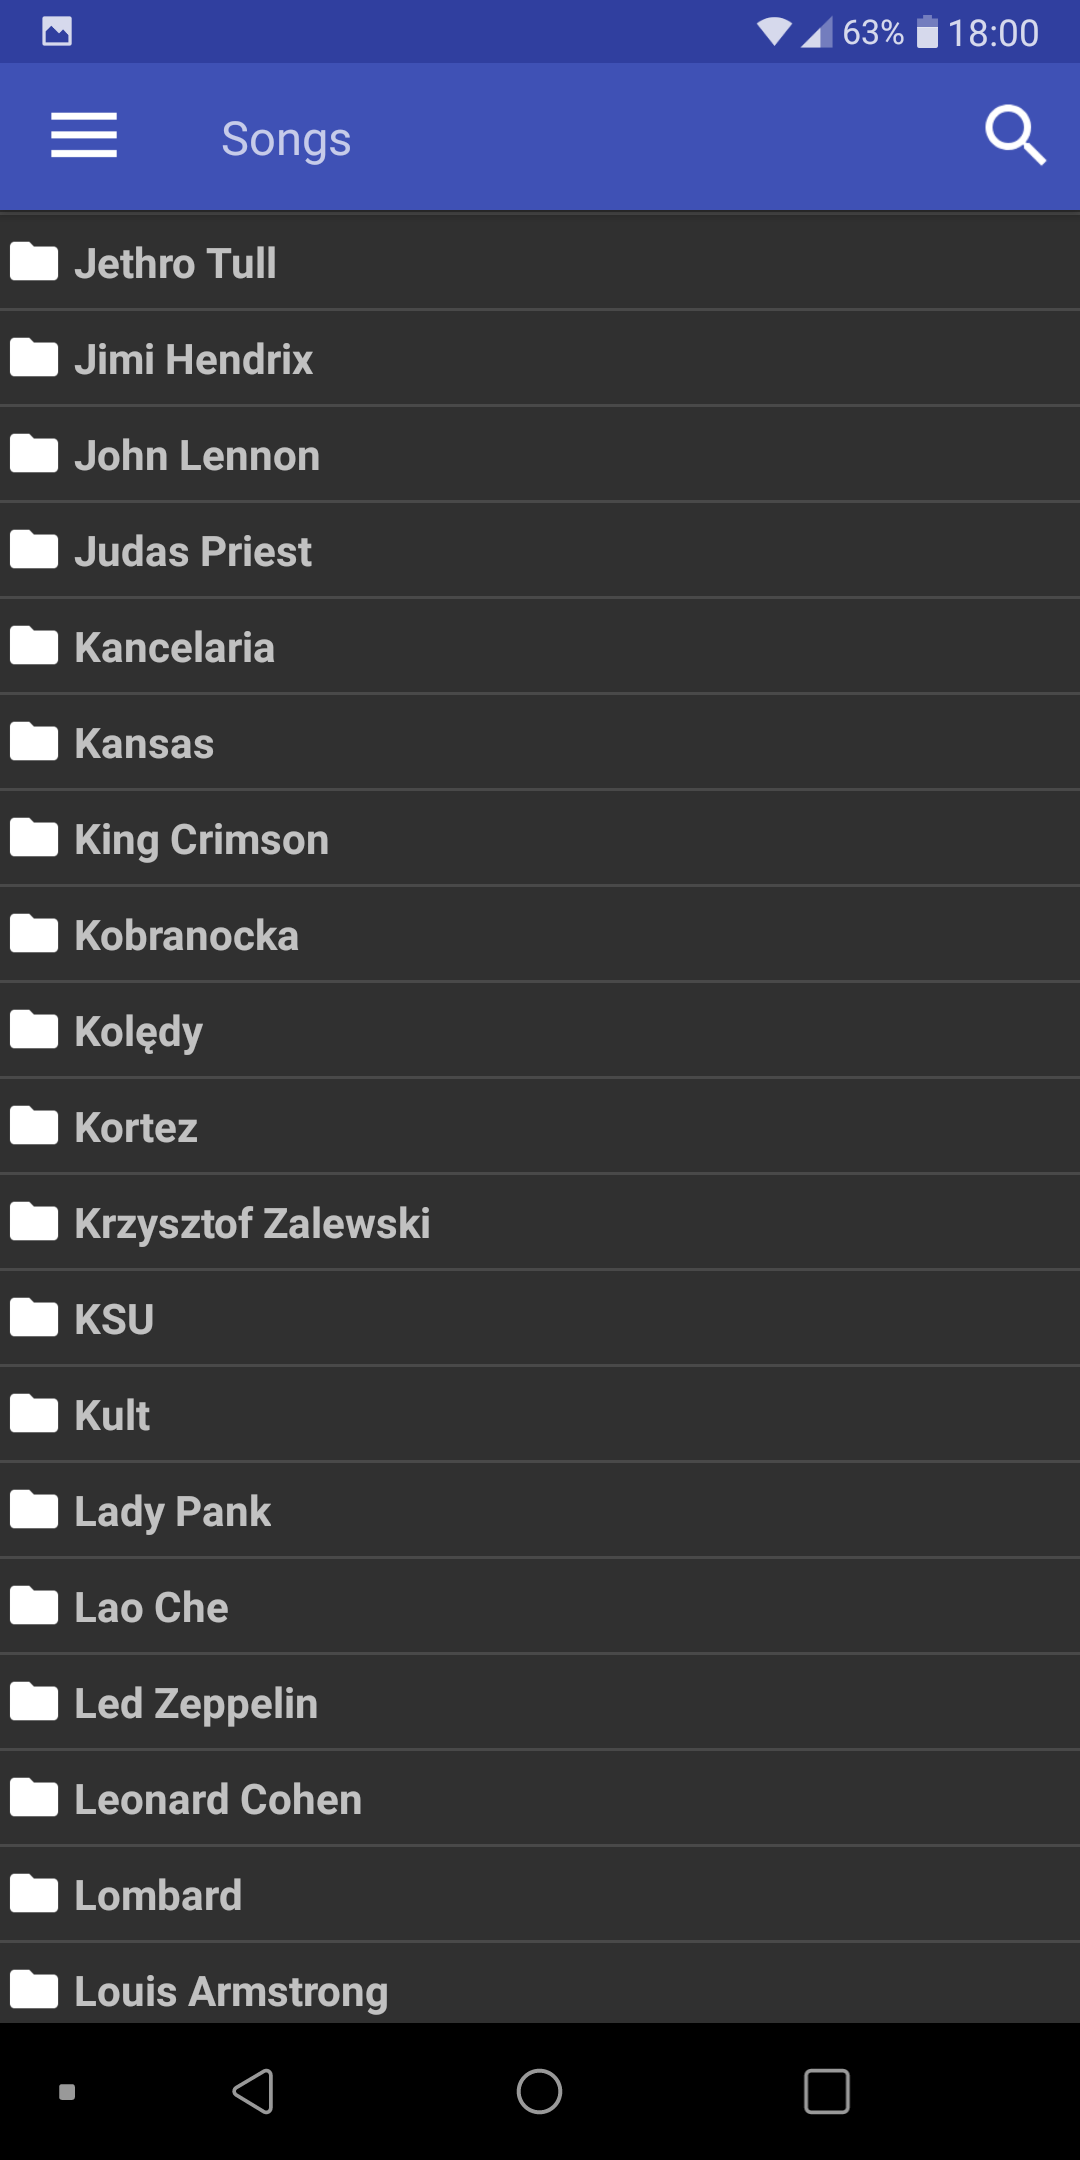 63% 18:00
Songs
Jethro Tull
Jimi Hendrix
John Lennon
Judas Priest
Kancelaria
Kansas
King Crimson
Kobranocka
Kolędy
Kortez
Krzysztof Zalewski
KSU
Kult
Lady Pank
Lao Che
Led Zeppelin
Leonard Cohen
Lombard
Louis Armstrong